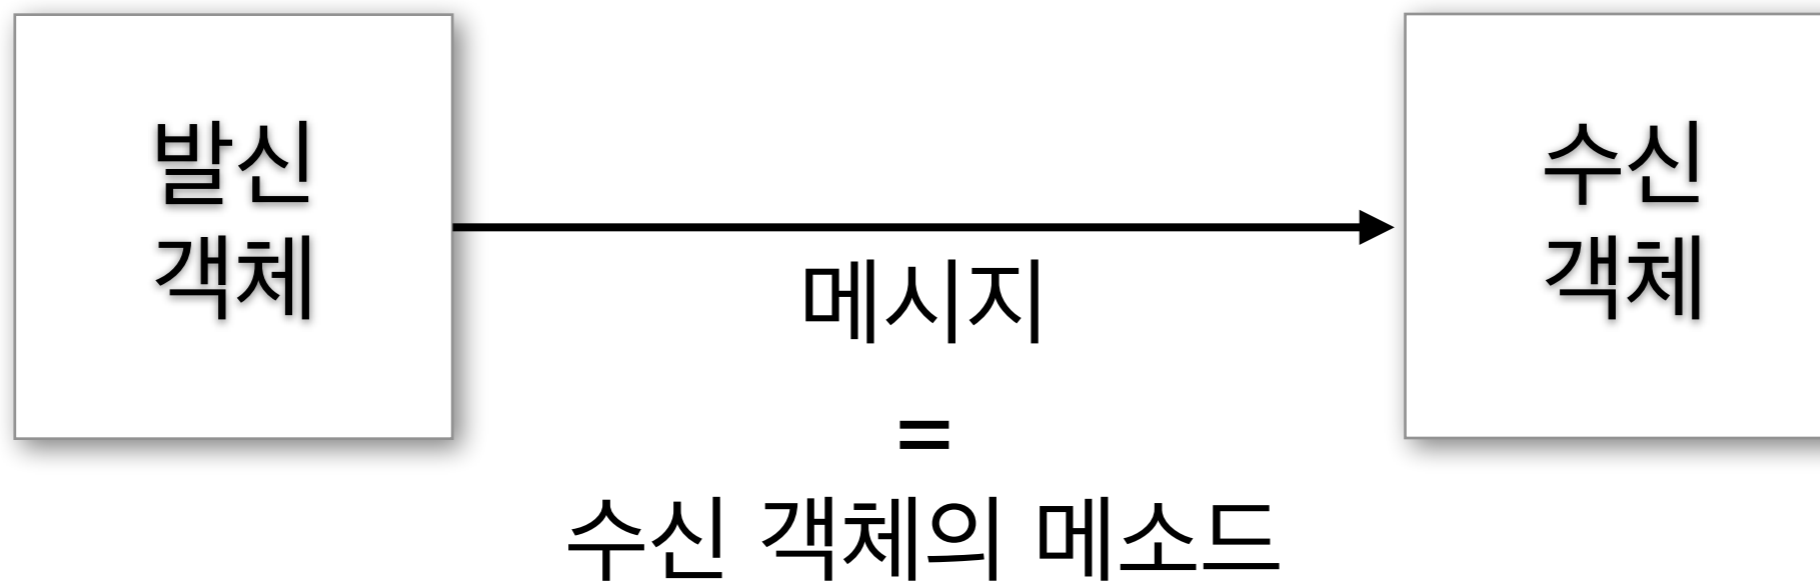 발신
객체
메시지
=
수신 객체의 메소드
수신
객체